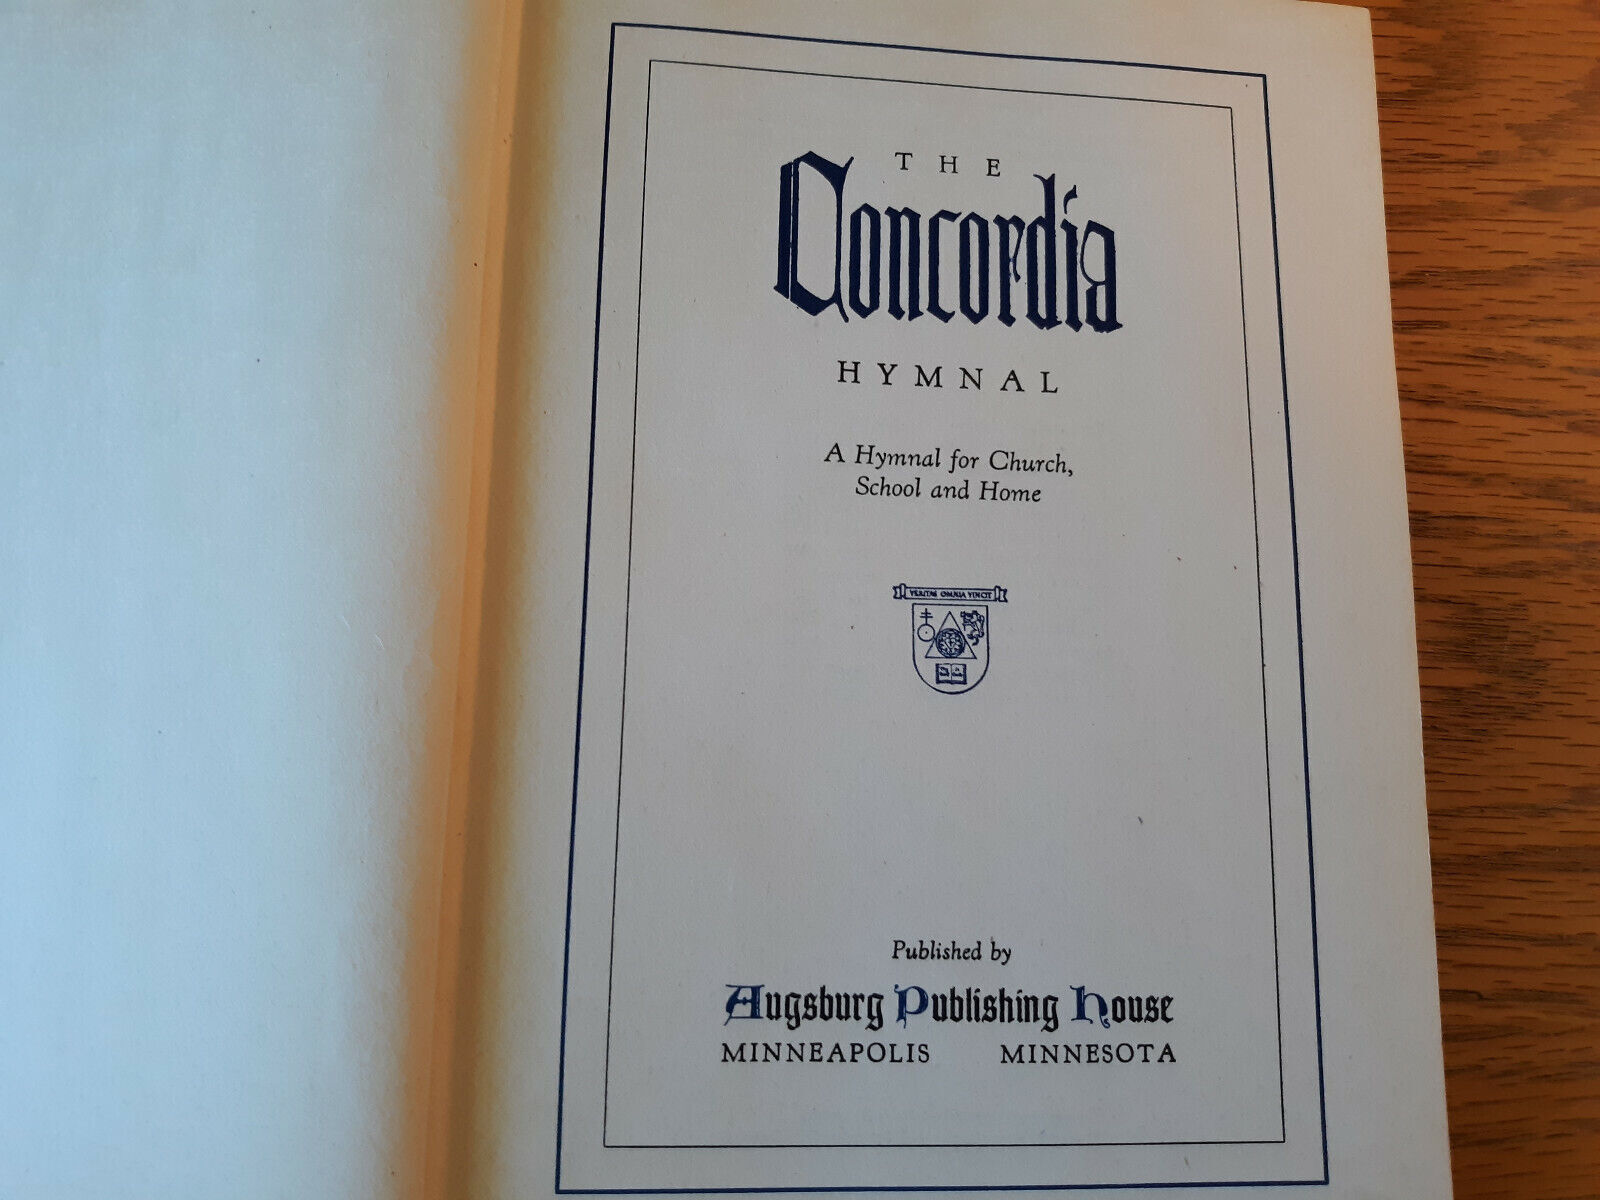 THE
Concordia
HYMNAL
A Hymnal for Church,
School and Home
VERITAS OMNIA VINCIT
Published by
Augsburg Publishing House
MINNEAPOLIS MINNESOTA